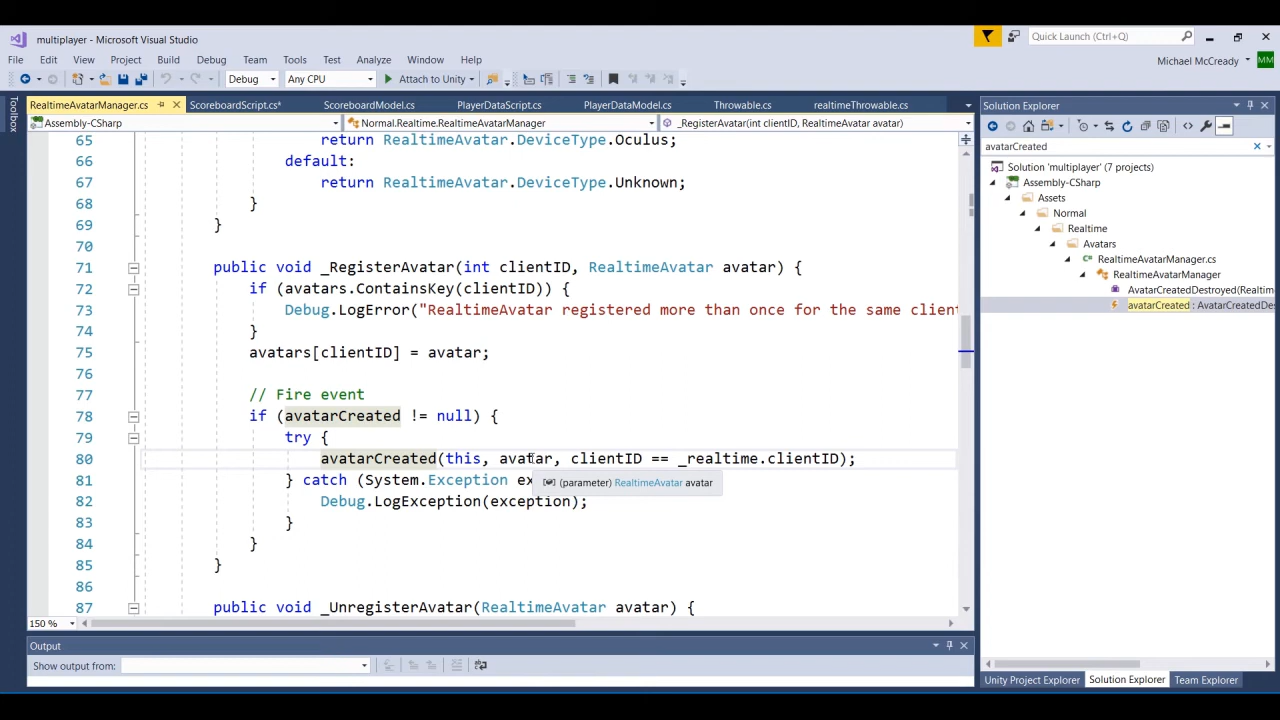 multiplayer - Microsoft Visual Studio
Quick Launch (Ctrl+Q)
File Edit View Project Build Debug Team Tools Test Analyze Window Help
Michael McCready MM
Debug Any CPU Attach to Unity
Toolbox
RealtimeAvatarManager.cs ScoreboardScript.cs* ScoreboardModel.cs PlayerDataScript.cs PlayerDataModel.cs Throwable.cs realtimeThrowable.cs
Assembly-CSharp Normal.Realtime.RealtimeAvatarManager _RegisterAvatar(int clientID, RealtimeAvatar avatar)
65 return RealtimeAvatar.DeviceType.Oculus;
66 default:
67 return RealtimeAvatar.DeviceType.Unknown;
68 }
69 }
70
71 public void _RegisterAvatar(int clientID, RealtimeAvatar avatar) {
72 if (avatars.ContainsKey(clientID)) {
73 Debug.LogError("RealtimeAvatar registered more than once for the same client
74 }
75 avatars[clientID] = avatar;
76
77 // Fire event
78 if (avatarCreated != null) {
79 try {
80 avatarCreated(this, avatar, clientID == _realtime.clientID);
81 } catch (System.Exception ex
(parameter) RealtimeAvatar avatar
82 Debug.LogException(exception);
83 }
84 }
85 }
86
87 public void _UnregisterAvatar(RealtimeAvatar avatar) {
150 %
Output
Show output from:
Solution Explorer
avatarCreated
Solution 'multiplayer' (7 projects)
Assembly-CSharp
Assets
Normal
Realtime
Avatars
RealtimeAvatarManager.cs
RealtimeAvatarManager
AvatarCreatedDestroyed(Realtim
avatarCreated : AvatarCreatedDes
Unity Project Explorer Solution Explorer Team Explorer